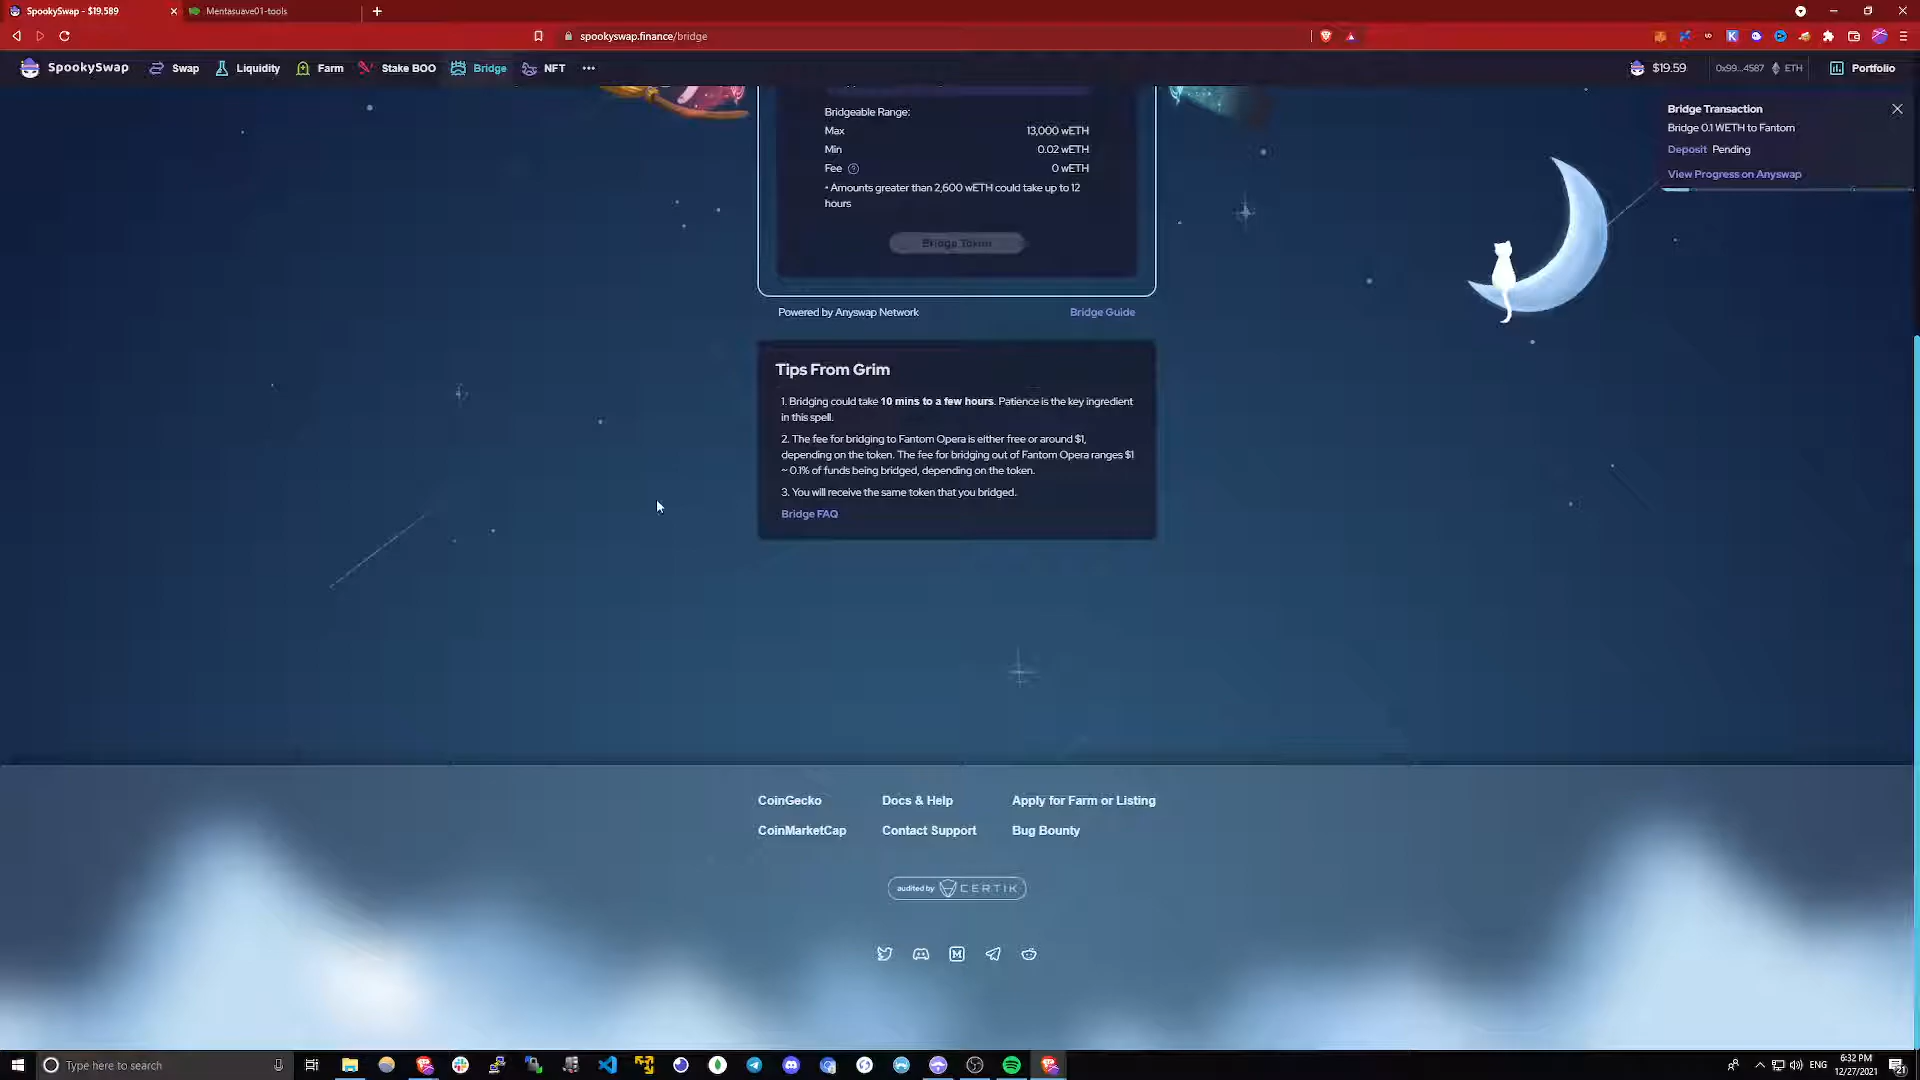 SpookySwap - $19.589
Mentasuave01-tools
spookyswap.finance/bridge
SpookySwap
Swap
Liquidity
Farm
Stake BOO
Bridge
NFT
$19.59
0x99...4587
ETH
Portfolio
Bridge Transaction
Bridge 0.1 WETH to Fantom
Deposit Pending
View Progress on Anyswap
Bridgeable Range:
Max 13,000 wETH
Min 0.02 wETH
Fee 0 wETH
• Amounts greater than 2,600 wETH could take up to 12
hours
Bridge Token
Powered by Anyswap Network
Bridge Guide
Tips From Grim
1. Bridging could take 10 mins to a few hours. Patience is the key ingredient
in this spell.
2. The fee for bridging to Fantom Opera is either free or around $1,
depending on the token. The fee for bridging out of Fantom Opera ranges $1
~ 0.1% of funds being bridged, depending on the token.
3. You will receive the same token that you bridged.
Bridge FAQ
CoinGecko
Docs & Help
Apply for Farm or Listing
CoinMarketCap
Contact Support
Bug Bounty
audited by CERTIK
Type here to search
ENG
6:32 PM
12/27/2021
21